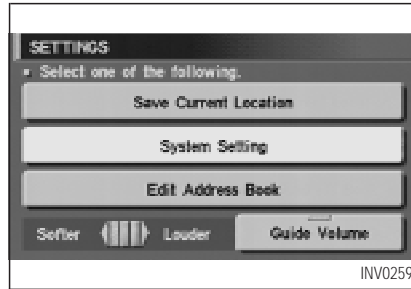 SETTINGS
Select one of the following.
Save Current Location
System Setting
Edit Address Book
Softer Louder Guide Volume
INV0259